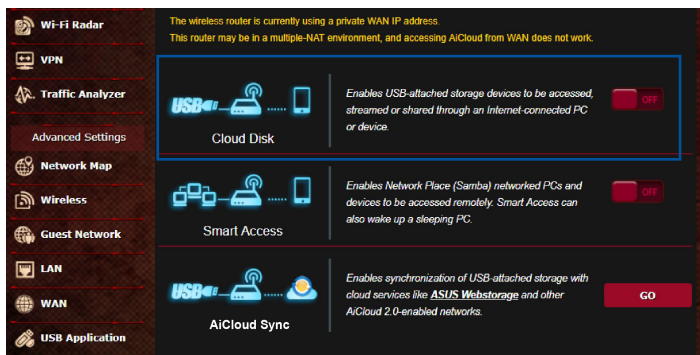 Wi-Fi Radar
VPN
Traffic Analyzer
Advanced Settings
Network Map
Wireless
Guest Network
LAN
WAN
USB Application
The wireless router is currently using a private WAN IP address.
This router may be in a multiple-NAT environment, and accessing AiCloud from WAN does not work.
USB
Cloud Disk
Enables USB-attached storage devices to be accessed,
streamed or shared through an Internet-connected PC
or device.
OFF
Smart Access
Enables Network Place (Samba) networked PCs and
devices to be accessed remotely. Smart Access can
also wake up a sleeping PC.
OFF
USB
AiCloud Sync
Enables synchronization of USB-attached storage with
cloud services like ASUS Webstorage and other
AiCloud 2.0-enabled networks.
GO